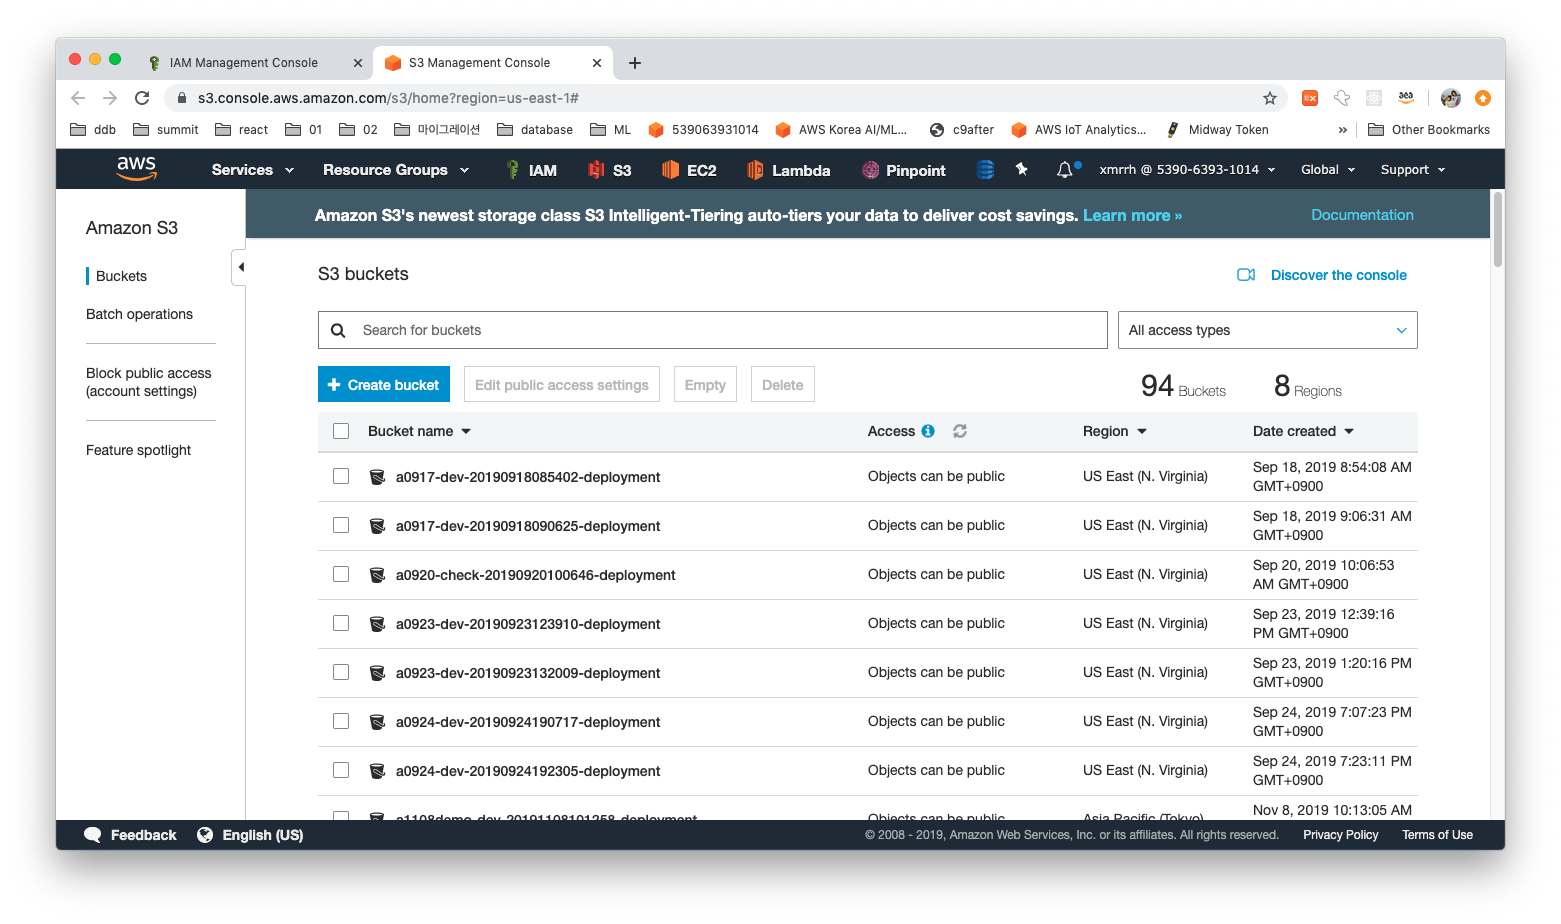 IAM Management Console
S3 Management Console
s3.console.aws.amazon.com/s3/home?region=us-east-1#
ddb summit react 01 02 마이그레이션 database ML 539063931014 AWS Korea AI/ML... c9after AWS IoT Analytics... Midway Token » Other Bookmarks
aws Services Resource Groups IAM S3 EC2 Lambda Pinpoint xmrrh @ 5390-6393-1014 Global Support
Amazon S3's newest storage class S3 Intelligent-Tiering auto-tiers your data to deliver cost savings. Learn more » Documentation
Amazon S3
Buckets
Batch operations
Block public access
(account settings)
Feature spotlight
S3 buckets
Discover the console
Search for buckets
All access types
+ Create bucket Edit public access settings Empty Delete 94 Buckets 8 Regions
Bucket name Access Region Date created
a0917-dev-20190918085402-deployment Objects can be public US East (N. Virginia) Sep 18, 2019 8:54:08 AM
GMT+0900
a0917-dev-20190918090625-deployment Objects can be public US East (N. Virginia) Sep 18, 2019 9:06:31 AM
GMT+0900
a0920-check-20190920100646-deployment Objects can be public US East (N. Virginia) Sep 20, 2019 10:06:53
AM GMT+0900
a0923-dev-20190923123910-deployment Objects can be public US East (N. Virginia) Sep 23, 2019 12:39:16
PM GMT+0900
a0923-dev-20190923132009-deployment Objects can be public US East (N. Virginia) Sep 23, 2019 1:20:16 PM
GMT+0900
a0924-dev-20190924190717-deployment Objects can be public US East (N. Virginia) Sep 24, 2019 7:07:23 PM
GMT+0900
a0924-dev-20190924192305-deployment Objects can be public US East (N. Virginia) Sep 24, 2019 7:23:11 PM
GMT+0900
a1108demo-dev-20191108101258-deployment Objects can be public Asia Pacific (Tokyo) Nov 8, 2019 10:13:05 AM
Feedback English (US) © 2008 - 2019, Amazon Web Services, Inc. or its affiliates. All rights reserved. Privacy Policy Terms of Use